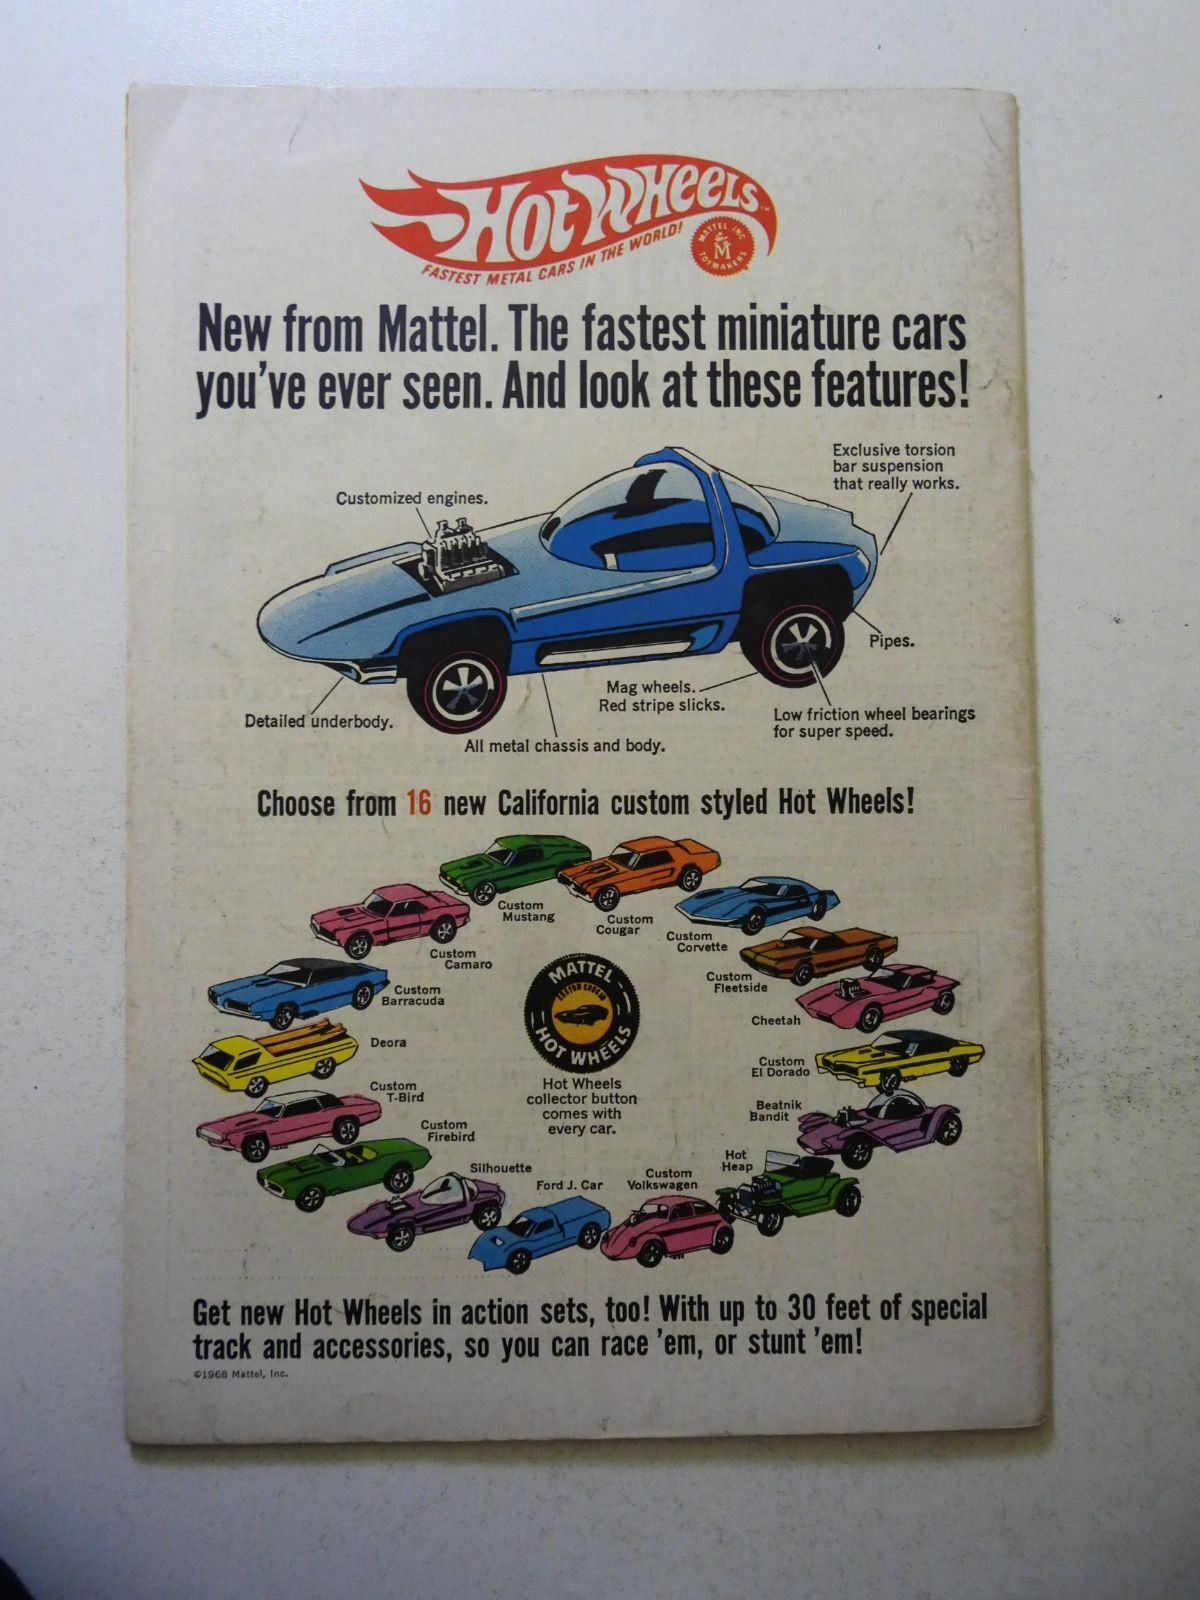 Hot Wheels ™
FASTEST METAL CARS IN THE WORLD!
MATTEL INC
M
TOYMAKERS
New from Mattel. The fastest miniature cars
you've ever seen. And look at these features!
Exclusive torsion
bar suspension
that really works.
Customized engines.
Pipes.
Mag wheels.
Red stripe slicks.
Low friction wheel bearings
for super speed.
Detailed underbody.
All metal chassis and body.
Choose from 16 new California custom styled Hot Wheels!
Custom
Mustang
Custom
Cougar
Custom
Corvette
Custom
Camaro
Custom
Fleetside
Custom
Barracuda
Cheetah
Deora
Custom
El Dorado
Custom
T-Bird
Beatnik
Bandit
Custom
Firebird
Hot
Heap
Silhouette
Ford J. Car
Custom
Volkswagen
MATTEL
HOT WHEELS
Hot Wheels
collector button
comes with
every car.
Get new Hot Wheels in action sets, too! With up to 30 feet of special
track and accessories, so you can race 'em, or stunt 'em!
©1968 Mattel, Inc.